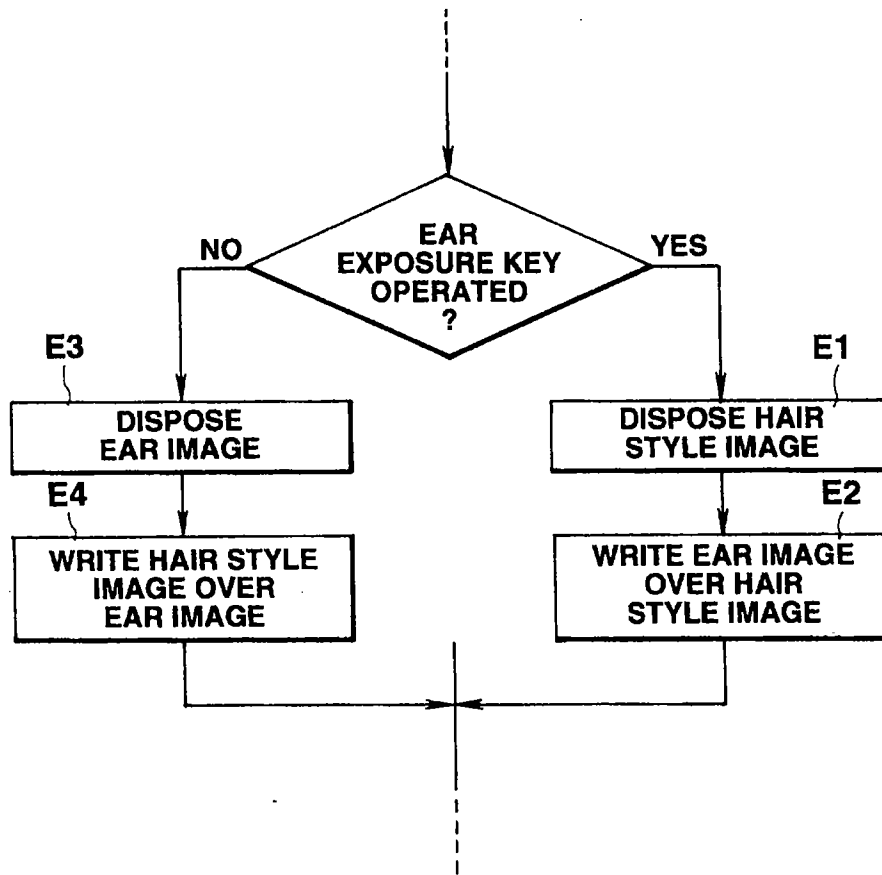 EAR
EXPOSURE KEY
OPERATED
?
NO
YES
E3
DISPOSE
EAR IMAGE
E4
WRITE HAIR STYLE
IMAGE OVER
EAR IMAGE
E1
DISPOSE HAIR
STYLE IMAGE
E2
WRITE EAR IMAGE
OVER HAIR
STYLE IMAGE